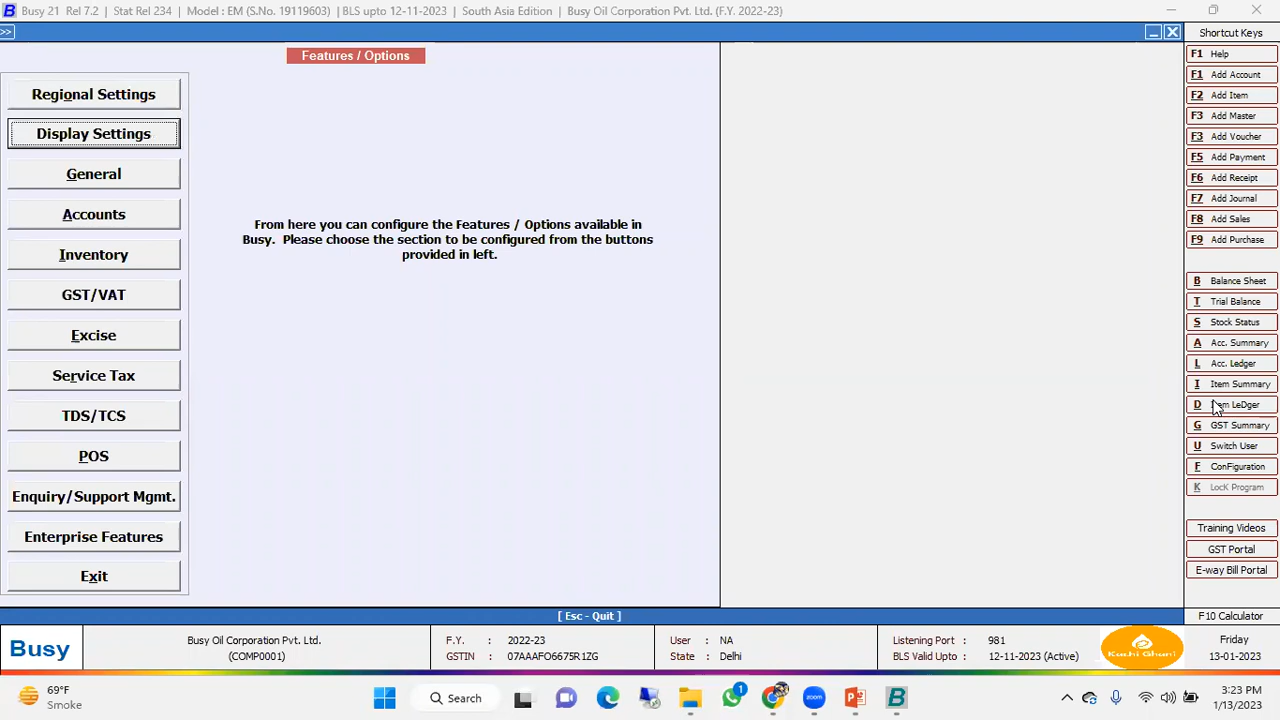 Busy 21 Rel 7.2 | Stat Rel 234 | Model : EM (S.No. 19119603) | BLS upto 12-11-2023 | South Asia Edition | Busy Oil Corporation Pvt. Ltd. (F.Y. 2022-23)
>>
Features / Options
Regional Settings
Display Settings
General
Accounts
Inventory
GST/VAT
Excise
Service Tax
TDS/TCS
POS
Enquiry/Support Mgmt.
Enterprise Features
Exit
From here you can configure the Features / Options available in
Busy. Please choose the section to be configured from the buttons
provided in left.
Shortcut Keys
F1 Help
F1 Add Account
F2 Add Item
F3 Add Master
F3 Add Voucher
F5 Add Payment
F6 Add Receipt
F7 Add Journal
F8 Add Sales
F9 Add Purchase
B Balance Sheet
T Trial Balance
S Stock Status
A Acc. Summary
L Acc. Ledger
I Item Summary
D Item LeDger
G GST Summary
U Switch User
F ConFiguration
K LocK Program
Training Videos
GST Portal
E-way Bill Portal
[ Esc - Quit ]
F10 Calculator
Busy
Busy Oil Corporation Pvt. Ltd.
(COMP0001)
F.Y. : 2022-23
GSTIN : 07AAAFO6675R1ZG
User : NA
State : Delhi
Listening Port : 981
BLS Valid Upto : 12-11-2023 (Active)
Kachi Ghani
Friday
13-01-2023
69°F
Smoke
Search
1
zoom
3:23 PM
1/13/2023